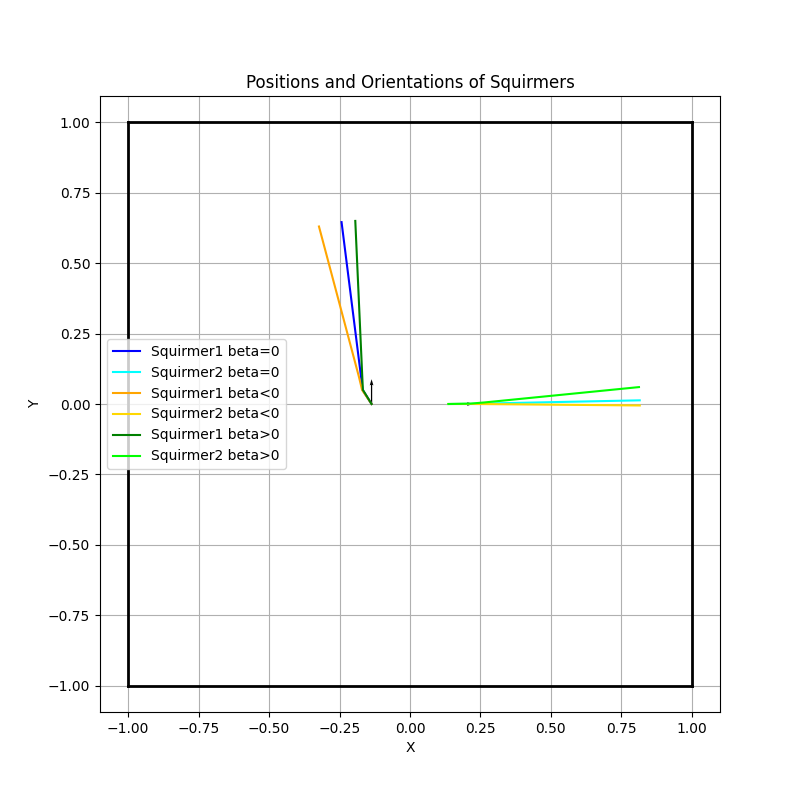 Positions and Orientations of Squirmers
1.00
0.75
0.50
0.25
0.00
−0.25
−0.50
−0.75
−1.00
Y
Squirmer1 beta=0
Squirmer2 beta=0
Squirmer1 beta<0
Squirmer2 beta<0
Squirmer1 beta>0
Squirmer2 beta>0
−1.00 −0.75 −0.50 −0.25 0.00 0.25 0.50 0.75 1.00
X